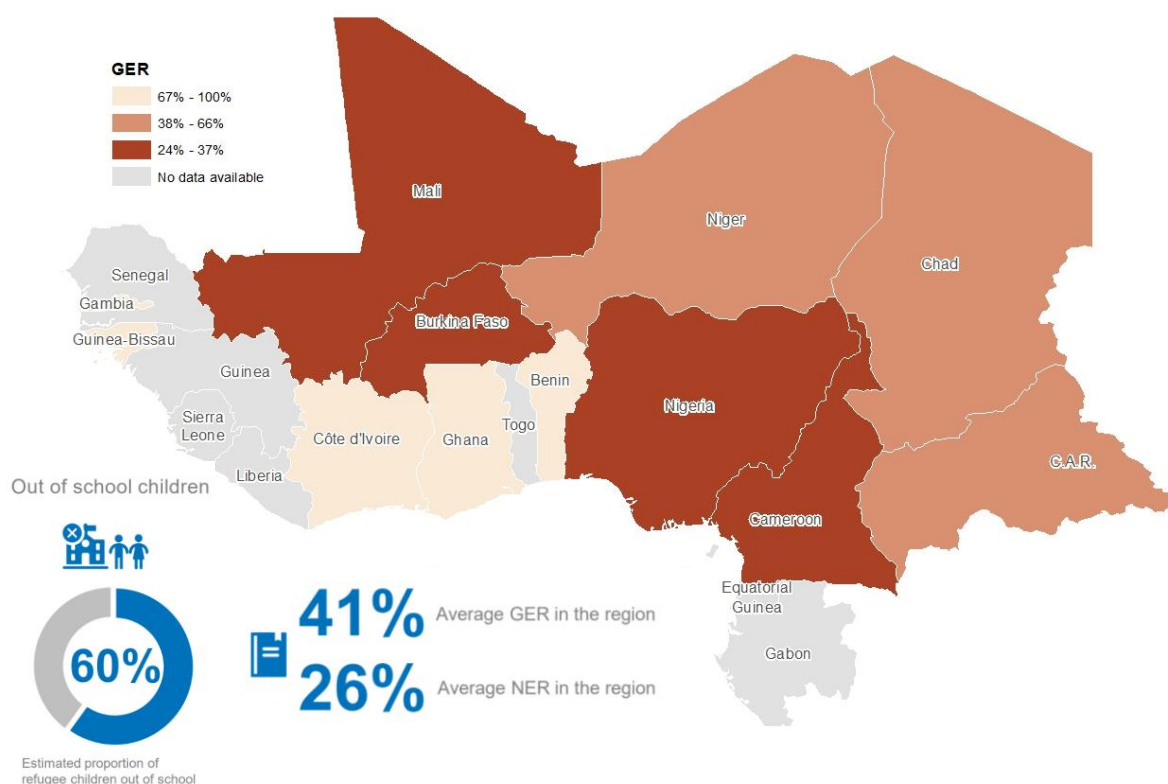 GER
67% - 100%
38% - 66%
24% - 37%
No data available
Mali
Niger
Chad
Senegal
Gambia
Guinea-Bissau
Burkina Faso
Guinea
Benin
Nigeria
Sierra
Leone
Côte d'Ivoire
Ghana
Togo
C.A.R.
Liberia
Cameroon
Out of school children
Equatorial
Guinea
Gabon
60%
41% Average GER in the region
26% Average NER in the region
Estimated proportion of
refugee children out of school